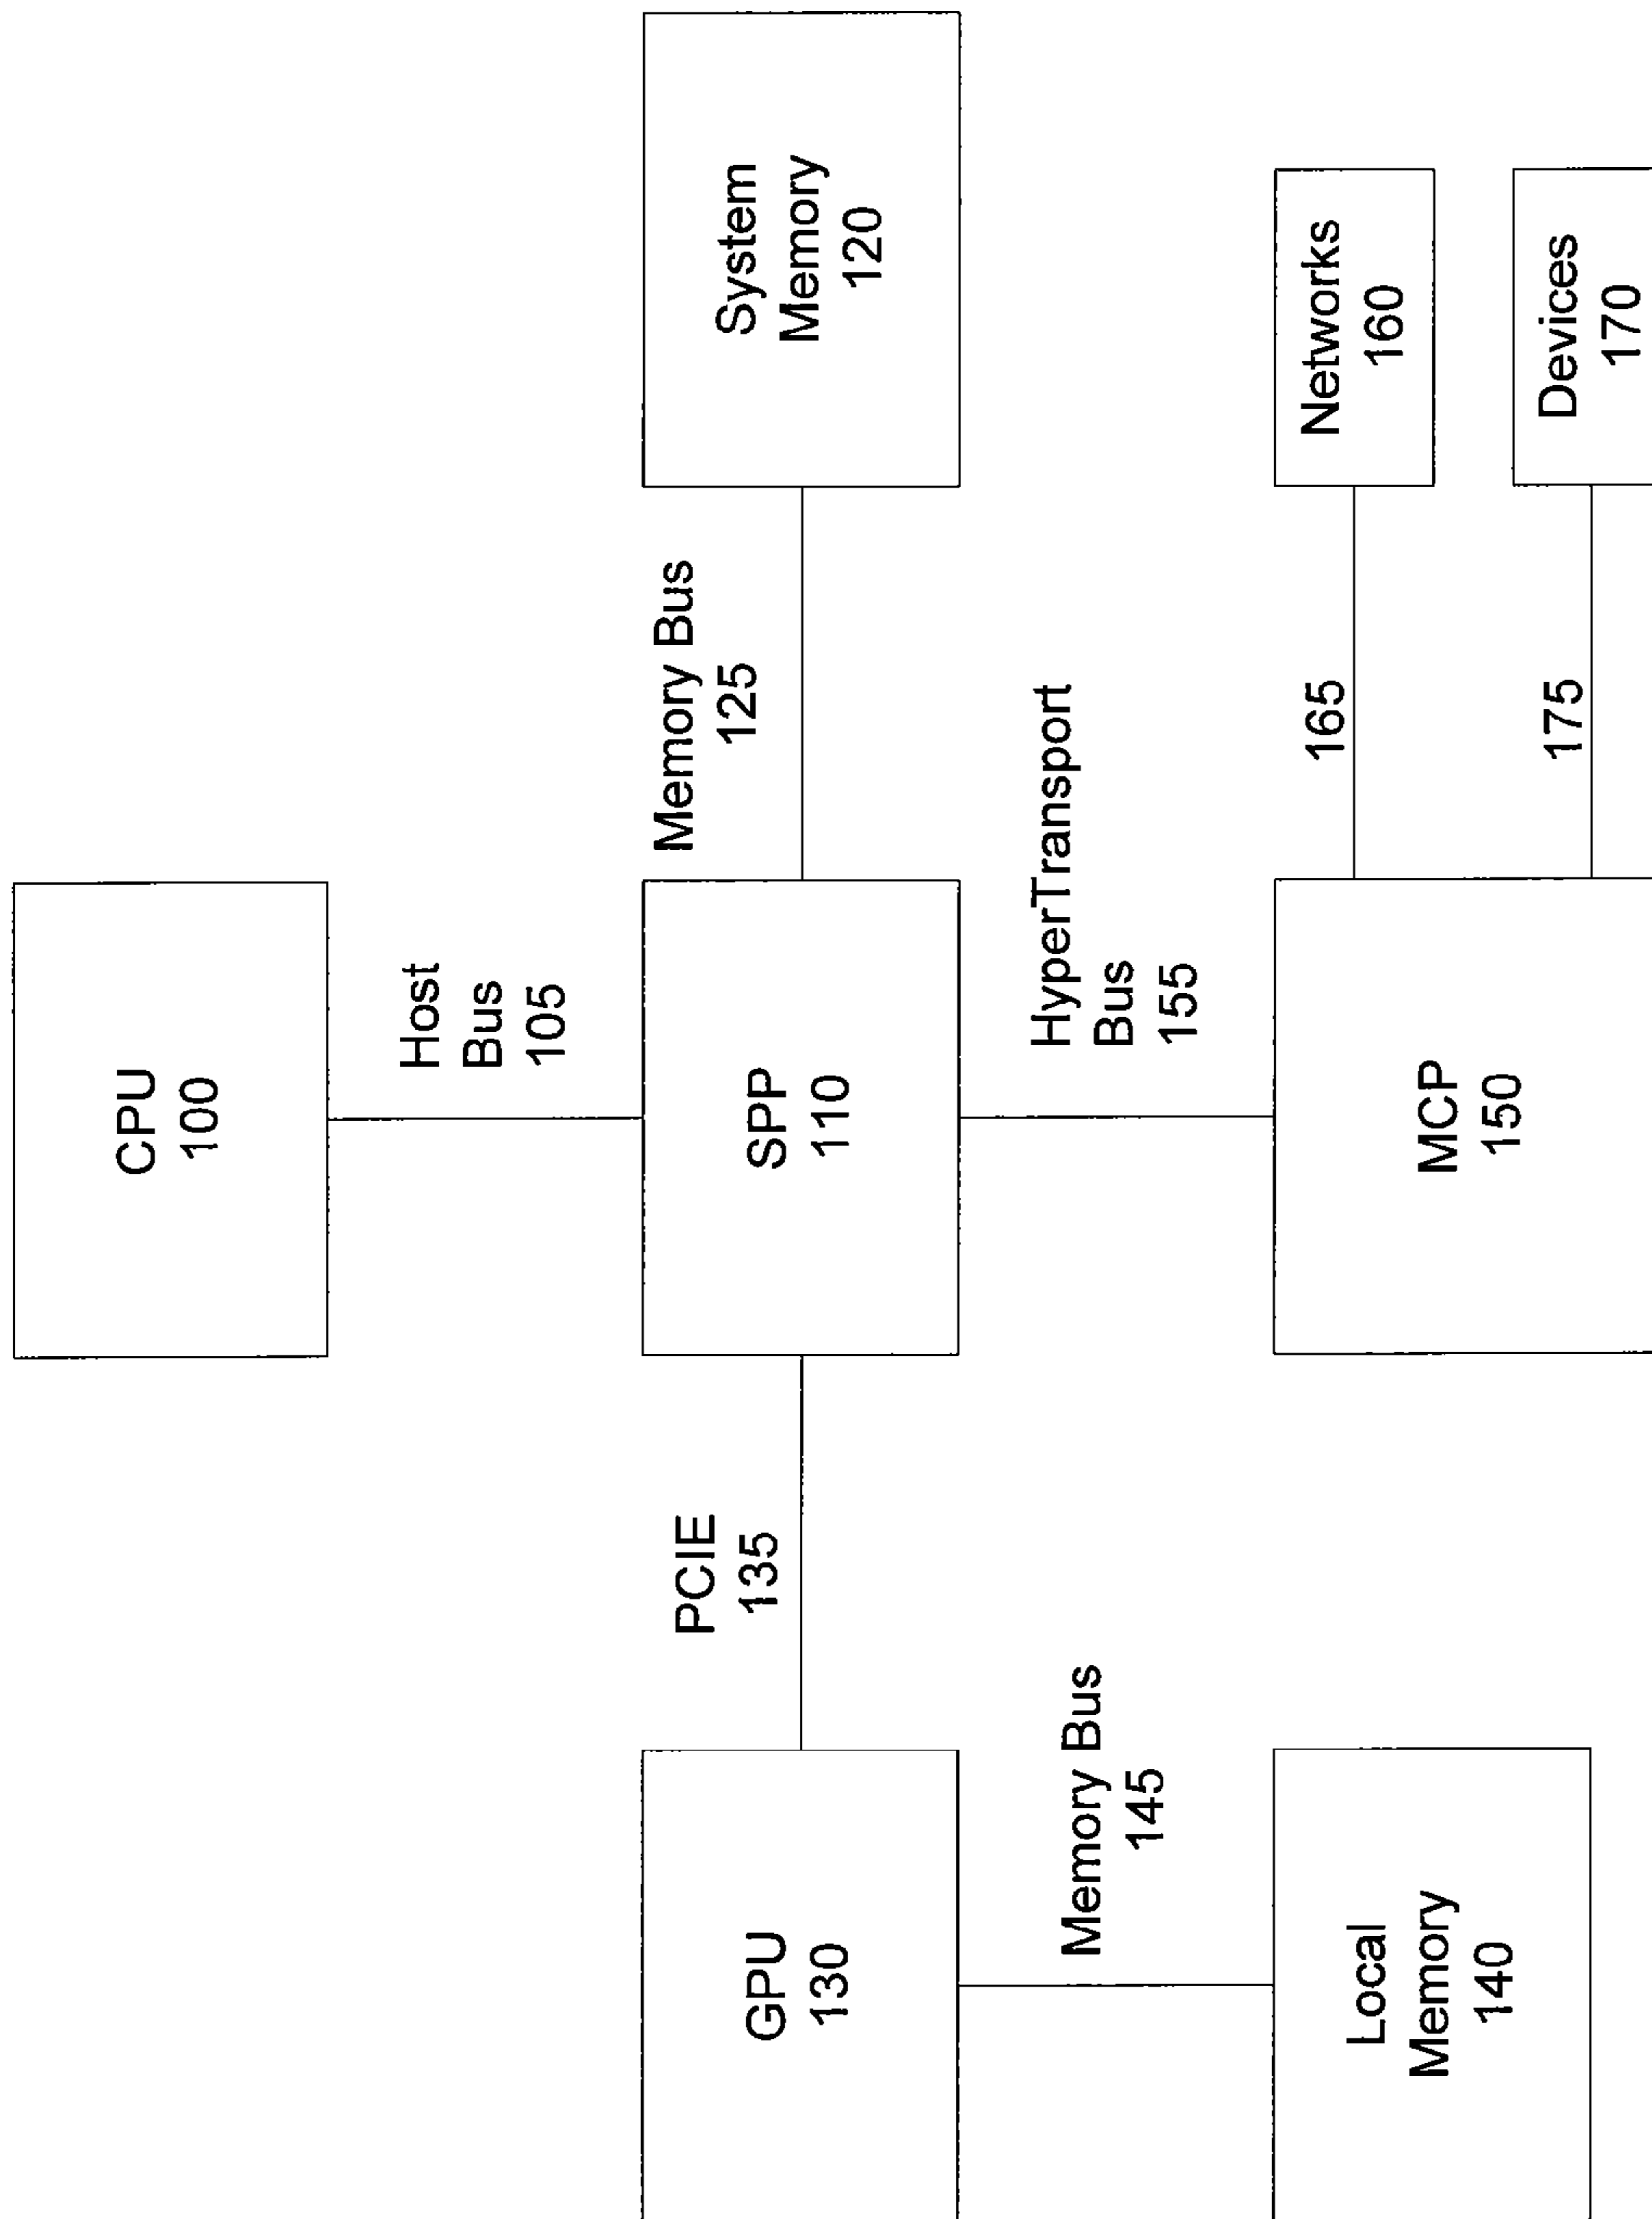 CPU
100
Host
Bus
105
GPU
130
PCIE
135
SPP
110
Memory Bus
125
System
Memory
120
Memory Bus
145
HyperTransport
Bus
155
Local
Memory
140
MCP
150
165
Networks
160
175
Devices
170